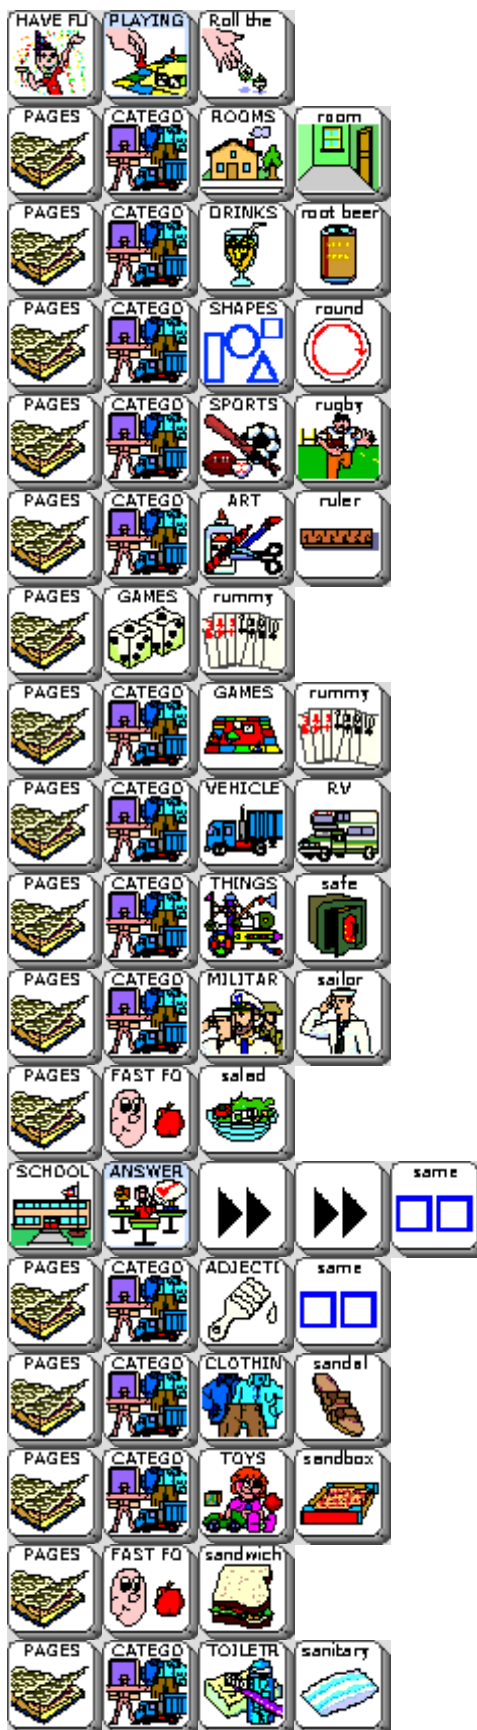 HAVE FU PLAYING Roll the
PAGES CATEGO ROOMS room
PAGES CATEGO DRINKS root beer
PAGES CATEGO SHAPES round
PAGES CATEGO SPORTS rugby
PAGES CATEGO ART ruler
PAGES GAMES rummy
PAGES CATEGO GAMES rummy
PAGES CATEGO VEHICLE RV
PAGES CATEGO THINGS safe
PAGES CATEGO MILITAR sailor
PAGES FAST FO salad
SCHOOL ANSWER same
PAGES CATEGO ADJECTI same
PAGES CATEGO CLOTHIN sandal
PAGES CATEGO TOYS sandbox
PAGES FAST FO sandwich
PAGES CATEGO TOILETR sanitary